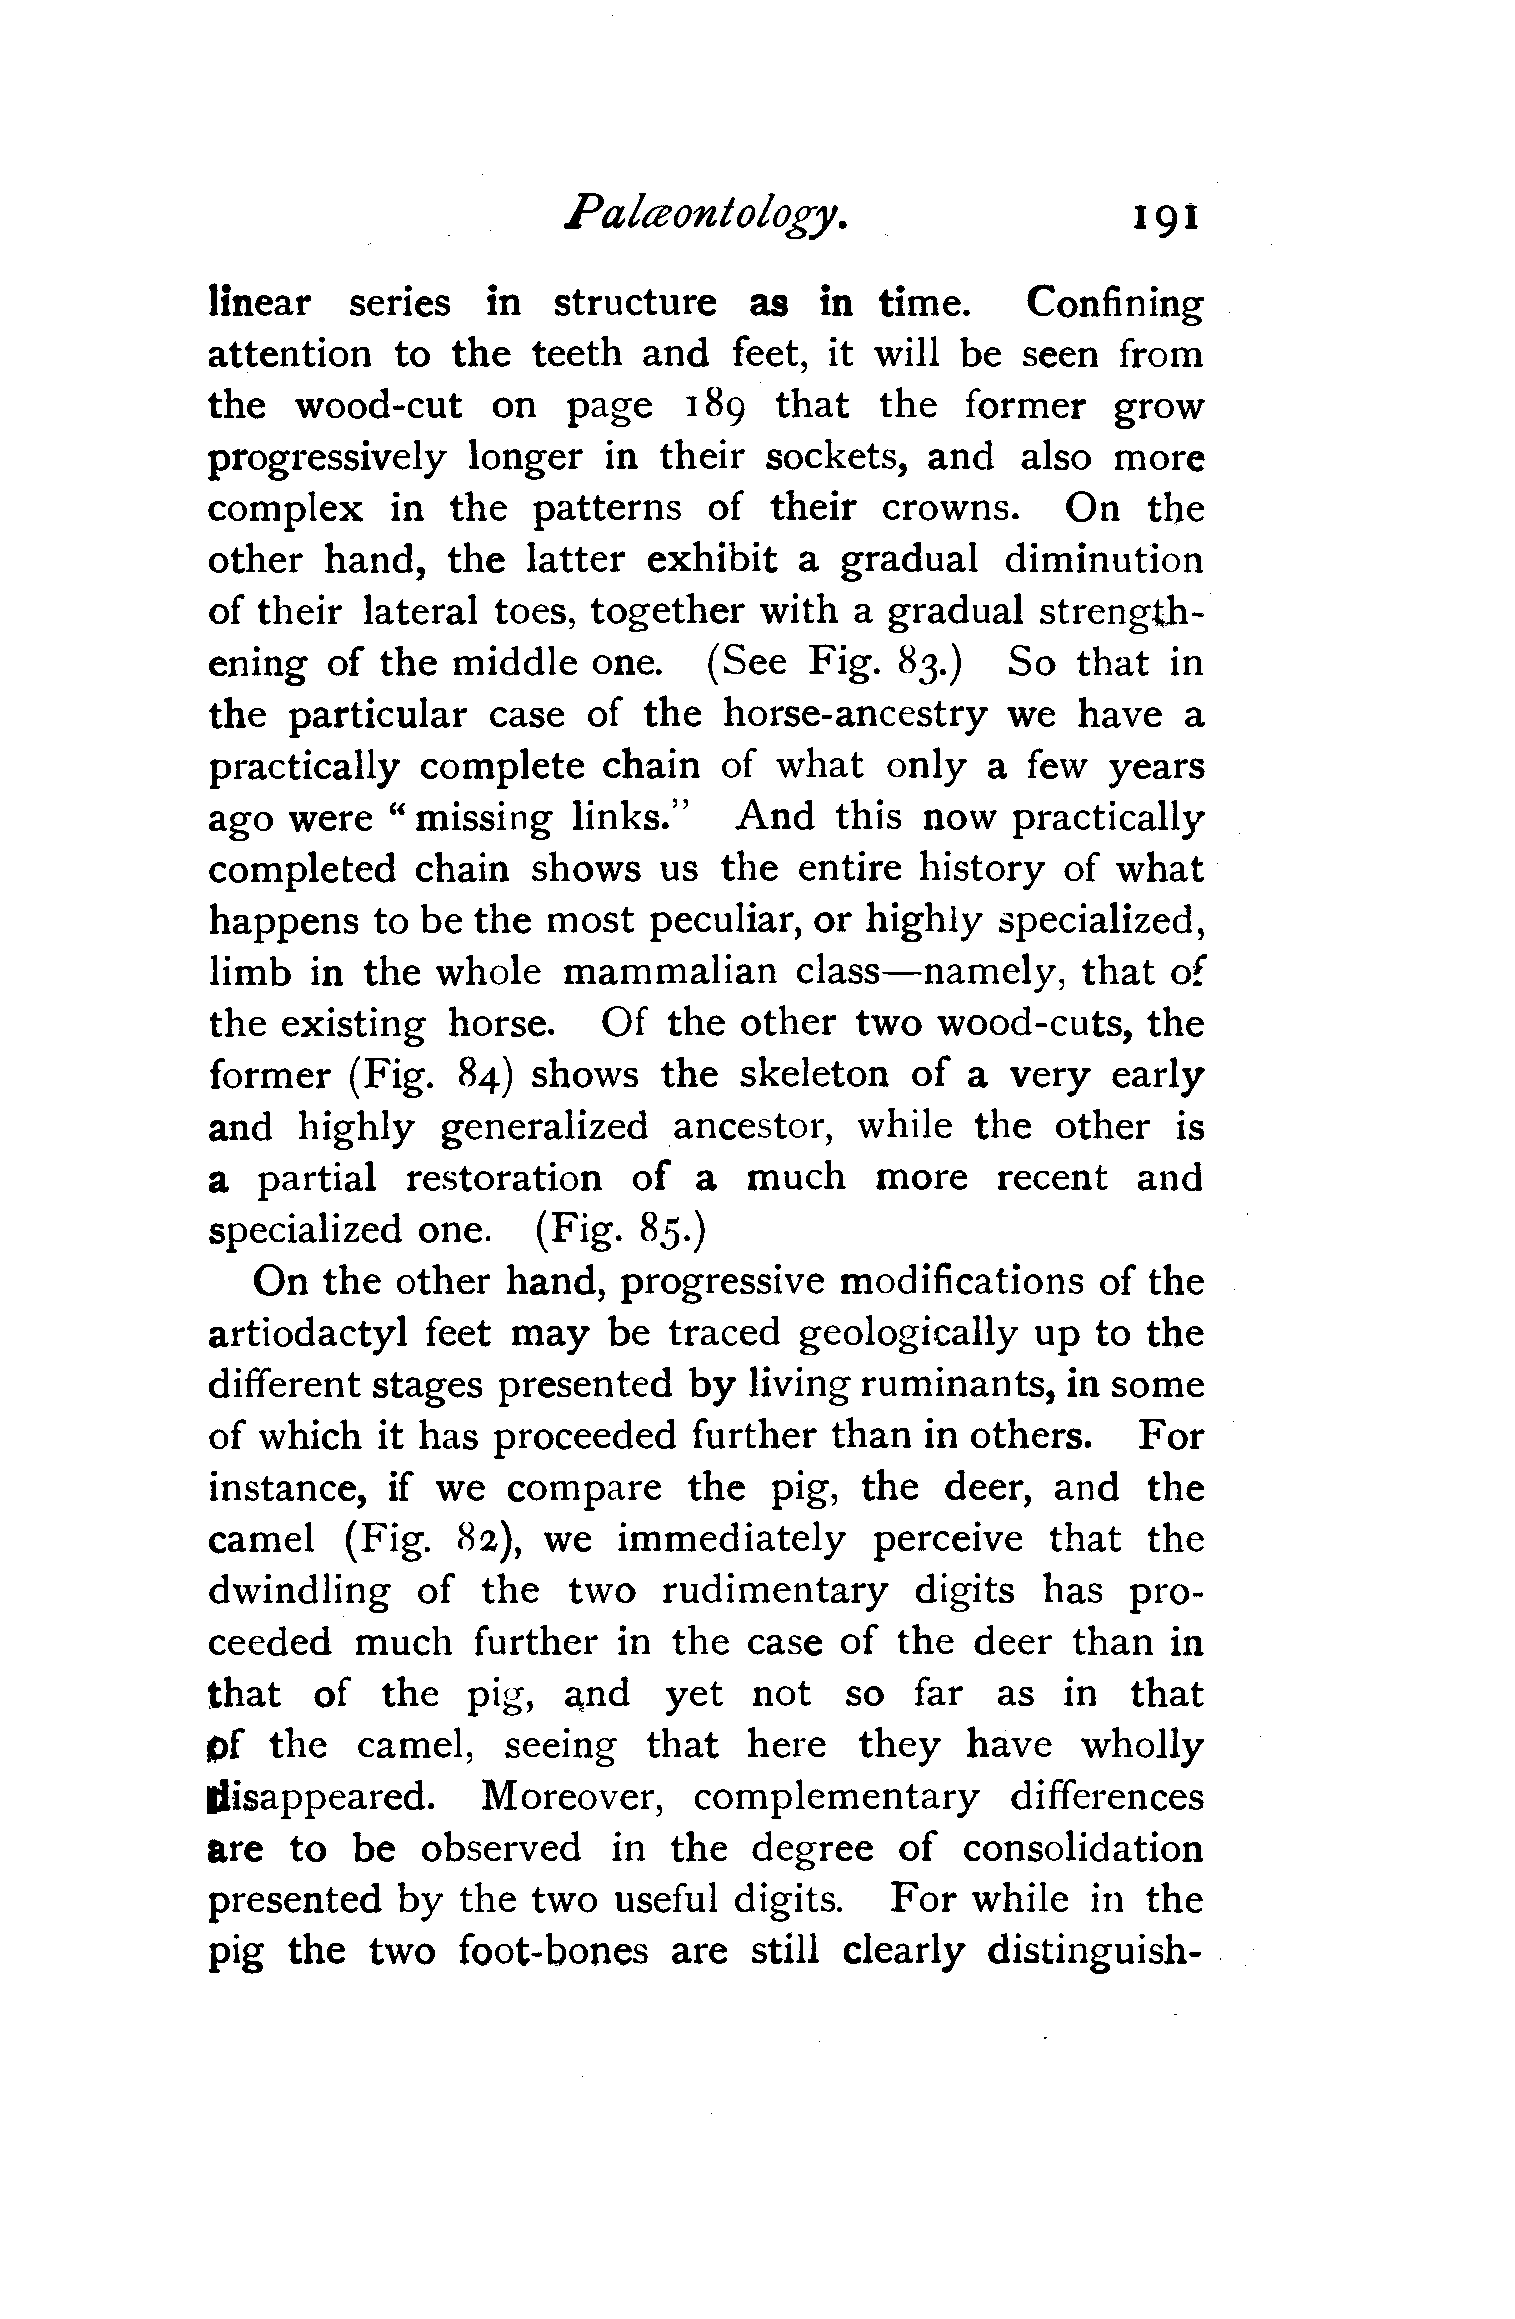 Palæontology. 191
linear series in structure as in time. Confining
attention to the teeth and feet, it will be seen from
the wood-cut on page 189 that the former grow
progressively longer in their sockets, and also more
complex in the patterns of their crowns. On the
other hand, the latter exhibit a gradual diminution
of their lateral toes, together with a gradual strength-
ening of the middle one. (See Fig. 83.) So that in
the particular case of the horse-ancestry we have a
practically complete chain of what only a few years
ago were “missing links.” And this now practically
completed chain shows us the entire history of what
happens to be the most peculiar, or highly specialized,
limb in the whole mammalian class—namely, that of
the existing horse. Of the other two wood-cuts, the
former (Fig. 84) shows the skeleton of a very early
and highly generalized ancestor, while the other is
a partial restoration of a much more recent and
specialized one. (Fig. 85.)
On the other hand, progressive modifications of the
artiodactyl feet may be traced geologically up to the
different stages presented by living ruminants, in some
of which it has proceeded further than in others. For
instance, if we compare the pig, the deer, and the
camel (Fig. 82), we immediately perceive that the
dwindling of the two rudimentary digits has pro-
ceeded much further in the case of the deer than in
that of the pig, and yet not so far as in that
of the camel, seeing that here they have wholly
disappeared. Moreover, complementary differences
are to be observed in the degree of consolidation
presented by the two useful digits. For while in the
pig the two foot-bones are still clearly distinguish-